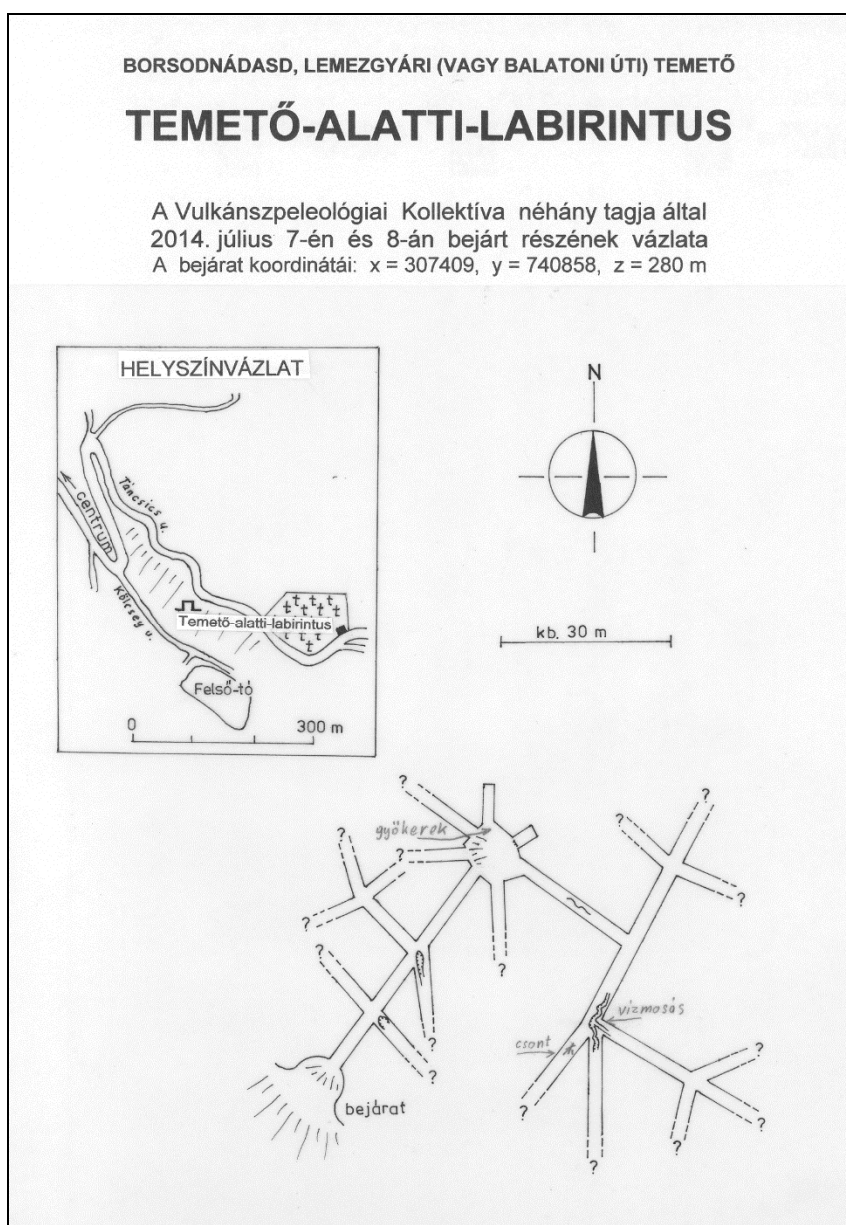 BORSODNÁDASD, LEMEZGYÁRI (VAGY BALATONI ÚTI) TEMETŐ
TEMETŐ-ALATTI-LABIRINTUS
A Vulkánszpeleológiai Kollektíva néhány tagja által
2014. július 7-én és 8-án bejárt részének vázlata
A bejárat koordinátái: x = 307409, y = 740858, z = 280 m
HELYSZÍNVÁZLAT
centrum
Táncsics u.
Kölcsey u.
Temető-alatti-labirintus
Felső-tó
0 300 m
N
kb. 30 m
?
?
?
gyökerek
?
?
?
?
?
?
?
?
vízmosás
csont
?
?
bejárat
?
?
?
?